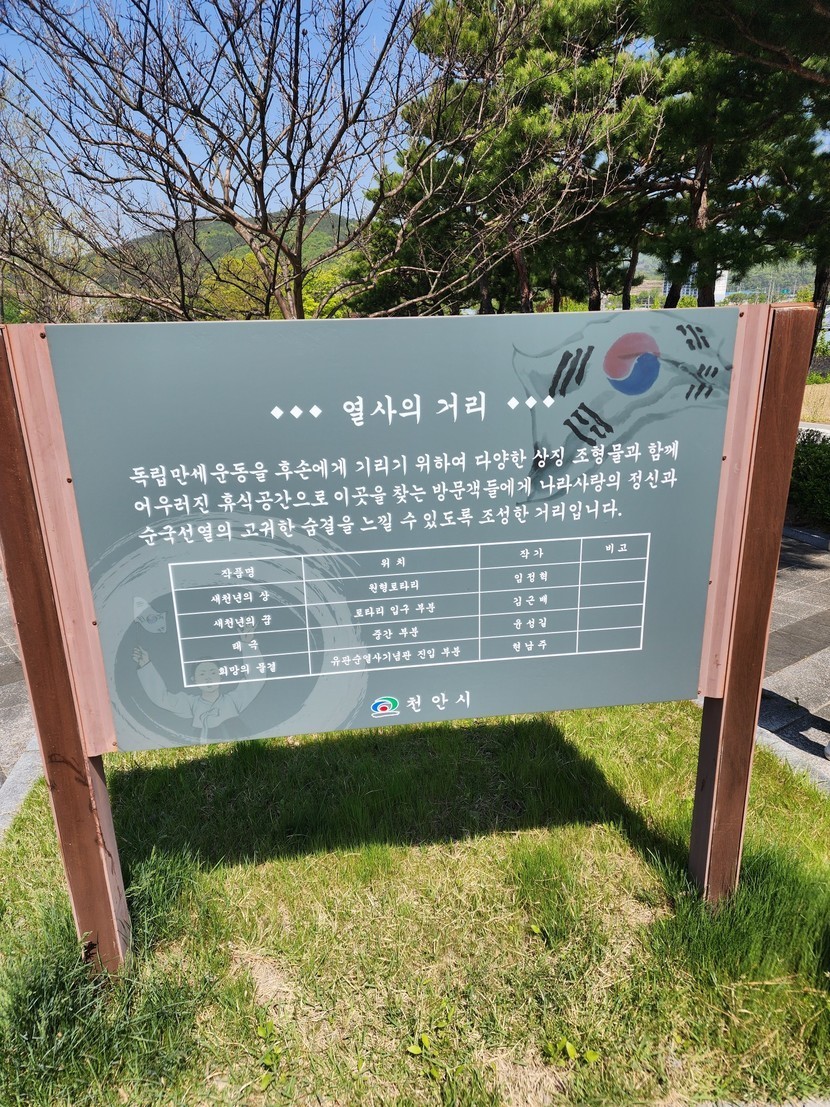 열사의 거리
독립만세운동을 후손에게 기리기 위하여 다양한 상징 조형물과 함께
어우러진 휴식공간으로 이곳을 찾는 방문객들에게 나라사랑의 정신과
순국선열의 고귀한 숨결을 느낄 수 있도록 조성한 거리입니다.
작품명 위 치 작 가 비 고
새천년의 상 원형로타리 임정혁
새천년의 꿈 로타리 입구 부분 김근배
태 극 중간 부분 윤성길
희망의 물결 유관순열사기념관 진입 부분 현남주
천안시